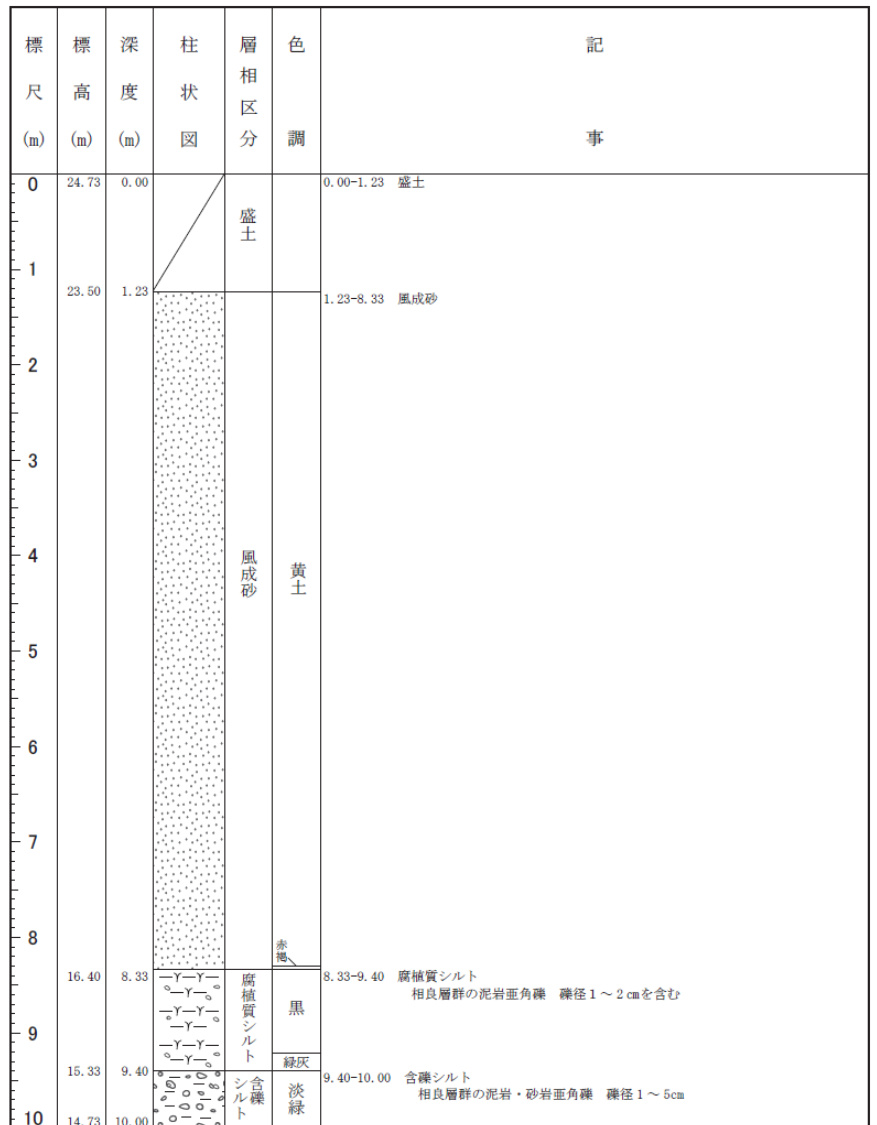 標尺(m) 標高(m) 深度(m) 柱状図 層相区分 色調 記事
0 24.73 0.00 盛土 0.00-1.23 盛土
1
23.50 1.23 1.23-8.33 風成砂
2
3
4 風成砂 黄土
5
6
7
8 赤褐
16.40 8.33 腐植質シルト 黒 8.33-9.40 腐植質シルト
相良層群の泥岩亜角礫 礫径1~2㎝を含む
9
緑灰
15.33 9.40 含礫シルト 淡緑 9.40-10.00 含礫シルト
相良層群の泥岩・砂岩亜角礫 礫径1~5㎝
10 14.73 10.00